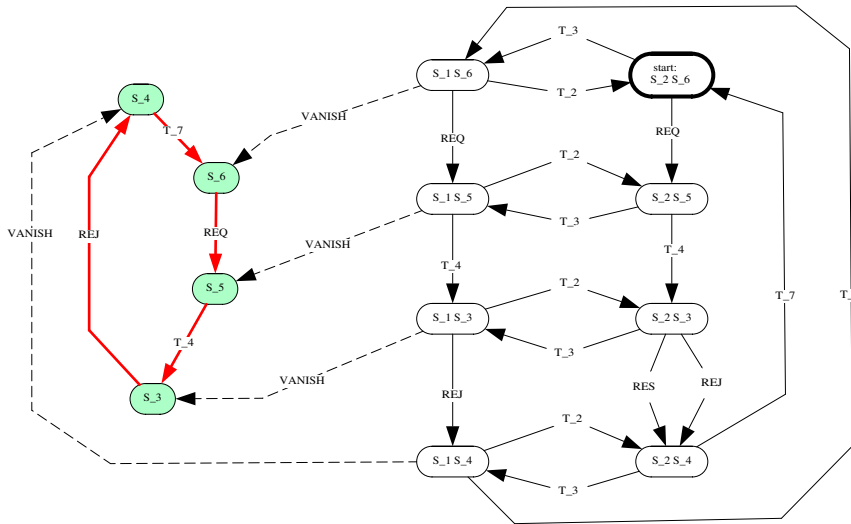 T_3
start:
S_1 S_6
S_2 S_6
T_2
S_4
VANISH
T_7
REQ
REQ
T_2
S_6
S_1 S_5
S_2 S_5
T_3
VANISH
REJ
REQ
VANISH
T_4
T_4
S_5
T_2
T_7
T_
S_1 S_3
S_2 S_3
T_4
T_3
VANISH
RES
REJ
REJ
S_3
T_2
S_1 S_4
S_2 S_4
T_3